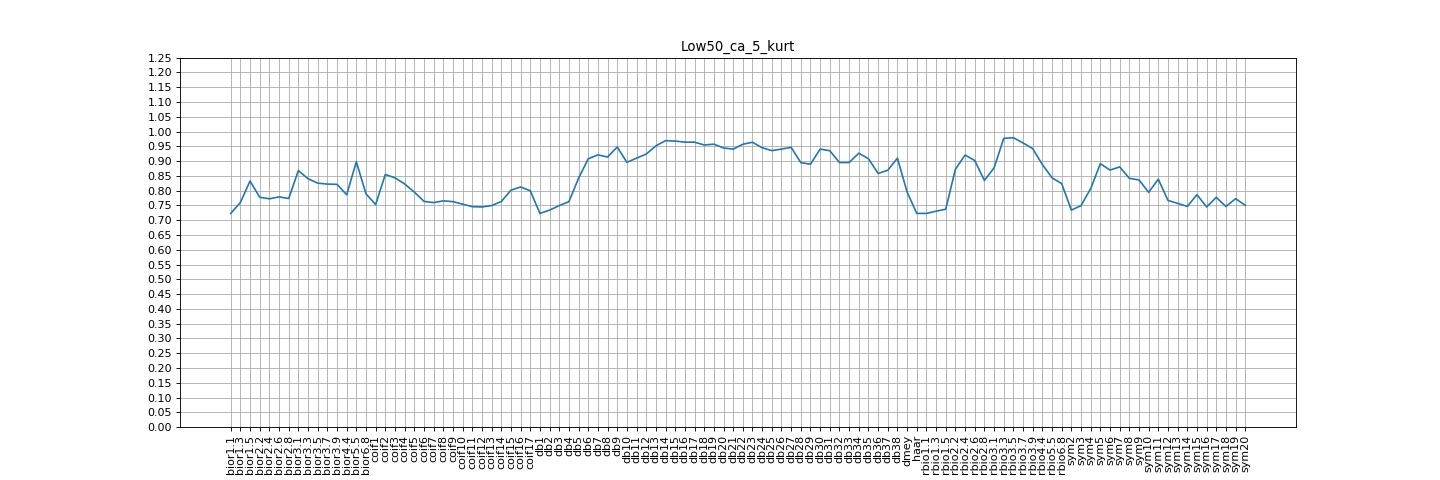 Low50_ca_5_kurt
1.25
1.20
1.15
1.10
1.05
1.00
0.95
0.90
0.85
0.80
0.75
0.70
0.65
0.60
0.55
0.50
0.45
0.40
0.35
0.30
0.25
0.20
0.15
0.10
0.05
0.00
bior1.1
bior1.3
bior1.5
bior2.2
bior2.4
bior2.6
bior2.8
bior3.1
bior3.3
bior3.5
bior3.7
bior3.9
bior4.4
bior5.5
bior6.8
coif1
coif2
coif3
coif4
coif5
coif6
coif7
coif8
coif9
coif10
coif11
coif12
coif13
coif14
coif15
coif16
coif17
db1
db2
db3
db4
db5
db6
db7
db8
db9
db10
db11
db12
db13
db14
db15
db16
db17
db18
db19
db20
db21
db22
db23
db24
db25
db26
db27
db28
db29
db30
db31
db32
db33
db34
db35
db36
db37
db38
dmey
haar
rbio1.1
rbio1.3
rbio1.5
rbio2.2
rbio2.4
rbio2.6
rbio2.8
rbio3.1
rbio3.3
rbio3.5
rbio3.7
rbio3.9
rbio4.4
rbio5.5
rbio6.8
sym2
sym3
sym4
sym5
sym6
sym7
sym8
sym9
sym10
sym11
sym12
sym13
sym14
sym15
sym16
sym17
sym18
sym19
sym20